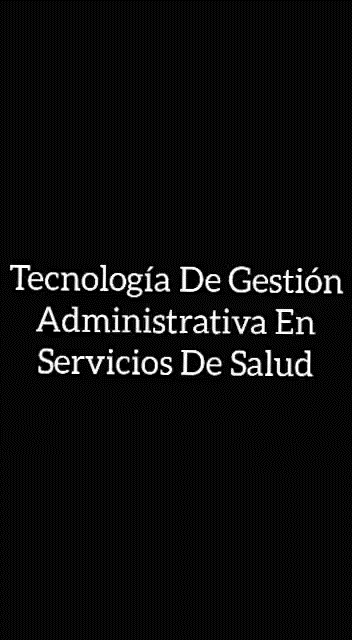 Tecnología De Gestión
Administrativa En
Servicios De Salud